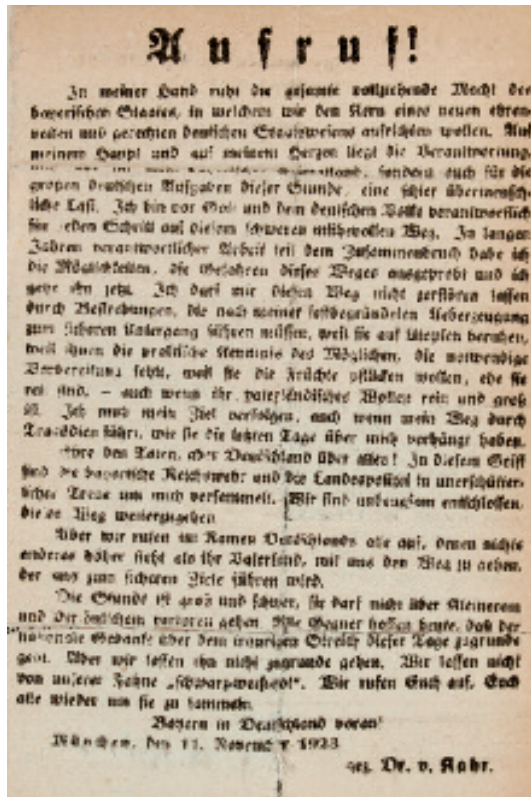 Aufruf!
In meiner Hand ruht die gesamte vollziehende Macht des
bayerischen Staates, in welchem wir den Kern eines neuen ehren-
vollen und gerechten deutschen Staatswesens aufrichten wollen. Auf
meinem Haupt und auf meinem Herzen liegt die Verantwortung,
sondern auch für die
großen deutschen Aufgaben dieser Stunde, eine schier übermensch-
liche Last. Ich bin vor Gott und dem deutschen Volke verantwortlich
für jeden Schritt auf diesem schweren mühevollen Weg. In langen
Jahren verantwortlicher Arbeit seit dem Zusammenbruch habe ich
die Möglichkeiten, die Gefahren dieses Weges ausgeprobt und ich
gehe ihn jetzt. Ich darf mir diesen Weg nicht zerstören lassen
durch Bestrebungen, die nach meiner festbegründeten Ueberzeugung
zum sicheren Untergang führen müssen, weil sie auf Utopien beruhen,
weil ihnen die praktische Kenntnis des Möglichen, die notwendige
Vorbereitung fehlt, weil sie die Früchte pflücken wollen, ehe sie
reif sind, – auch wenn ihr vaterländisches Wollen rein und groß
ist. Ich muß mein Ziel verfolgen, auch wenn mein Weg durch
Tragödien führt, wie sie die letzten Tage über mich verhängt haben.
Ehre den Toten, aber Deutschland über alles! In diesem Geist
sind die bayerische Reichswehr und die Landespolizei in unerschütter-
licher Treue um mich versammelt. Wir sind unbeugsam entschlossen,
diesen Weg weiterzugehen.
Aber wir rufen im Namen Deutschlands alle auf, denen nichts
anderes höher steht als ihr Vaterland, mit uns den Weg zu gehen,
der uns zum sicheren Ziele führen wird.
Die Stunde ist groß und schwer, sie darf nicht über Kleinerem
und verloren gehen. Alle Gegner hoffen heute, daß der
nationale Gedanke über dem traurigen Streich dieser Tage zugrunde
geht. Aber wir lassen ihn nicht zugrunde gehen. Wir lassen nicht
von unserer Fahne „schwarzweißrot“. Wir rufen Euch auf, Euch
alle wieder um sie zu sammeln.
Bayern in Deutschland voran!
München, den 11. November 1923
gez. Dr. v. Kahr.